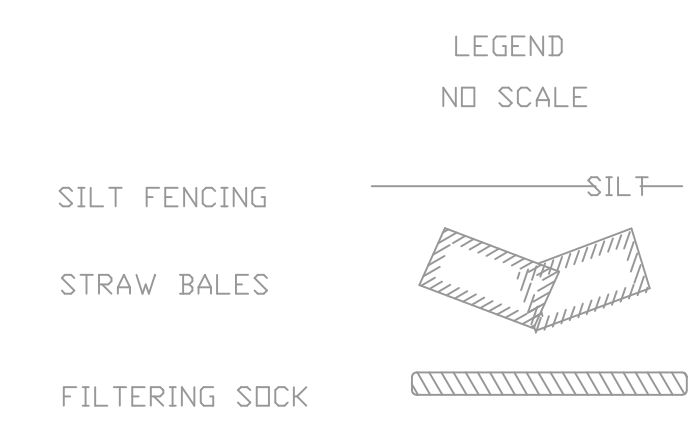 LEGEND
NO SCALE
SILT FENCING
SILT
STRAW BALES
FILTERING SOCK